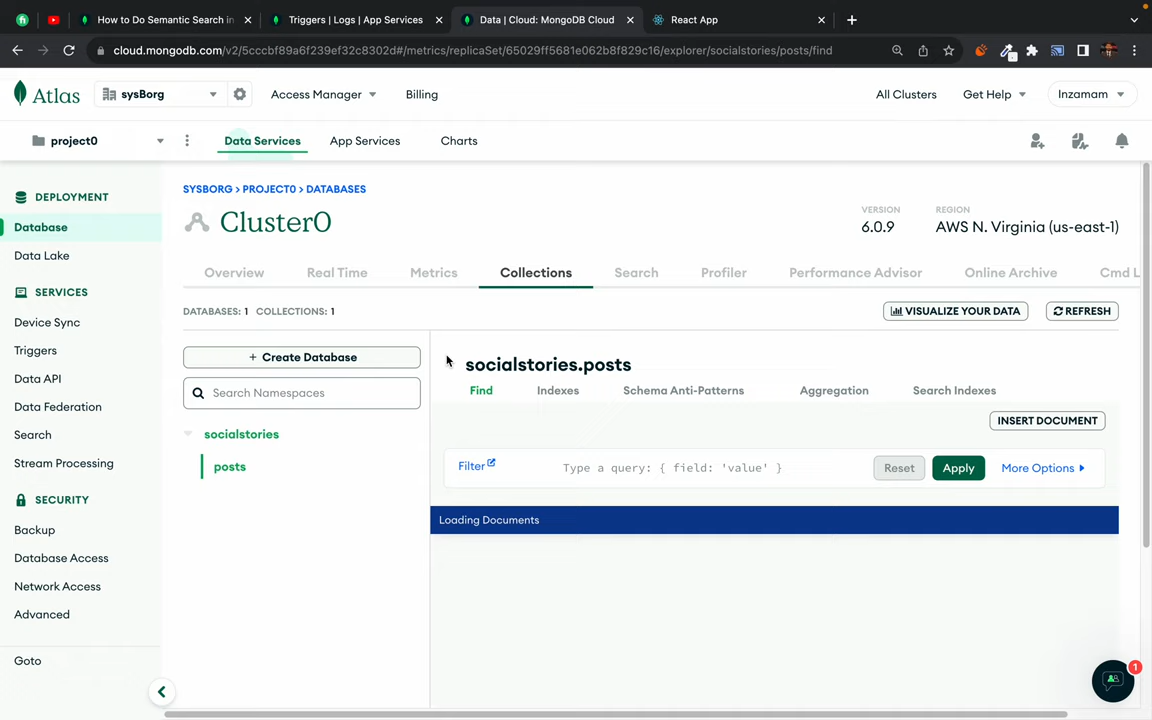 How to Do Semantic Search in
Triggers | Logs | App Services
Data | Cloud: MongoDB Cloud
React App
cloud.mongodb.com/v2/5cccbf89a6f239ef32c8302d#/metrics/replicaSet/65029ff5681e062b8f829c16/explorer/socialstories/posts/find
Atlas
sysBorg
Access Manager
Billing
All Clusters
Get Help
Inzamam
project0
Data Services
App Services
Charts
DEPLOYMENT
Database
Data Lake
SERVICES
Device Sync
Triggers
Data API
Data Federation
Search
Stream Processing
SECURITY
Backup
Database Access
Network Access
Advanced
Goto
SYSBORG > PROJECT0 > DATABASES
Cluster0
VERSION
6.0.9
REGION
AWS N. Virginia (us-east-1)
Overview
Real Time
Metrics
Collections
Search
Profiler
Performance Advisor
Online Archive
Cmd L
DATABASES: 1 COLLECTIONS: 1
VISUALIZE YOUR DATA
REFRESH
+ Create Database
Search Namespaces
socialstories
posts
socialstories.posts
Find
Indexes
Schema Anti-Patterns
Aggregation
Search Indexes
INSERT DOCUMENT
Filter
Type a query: { field: 'value' }
Reset
Apply
More Options
Loading Documents
1